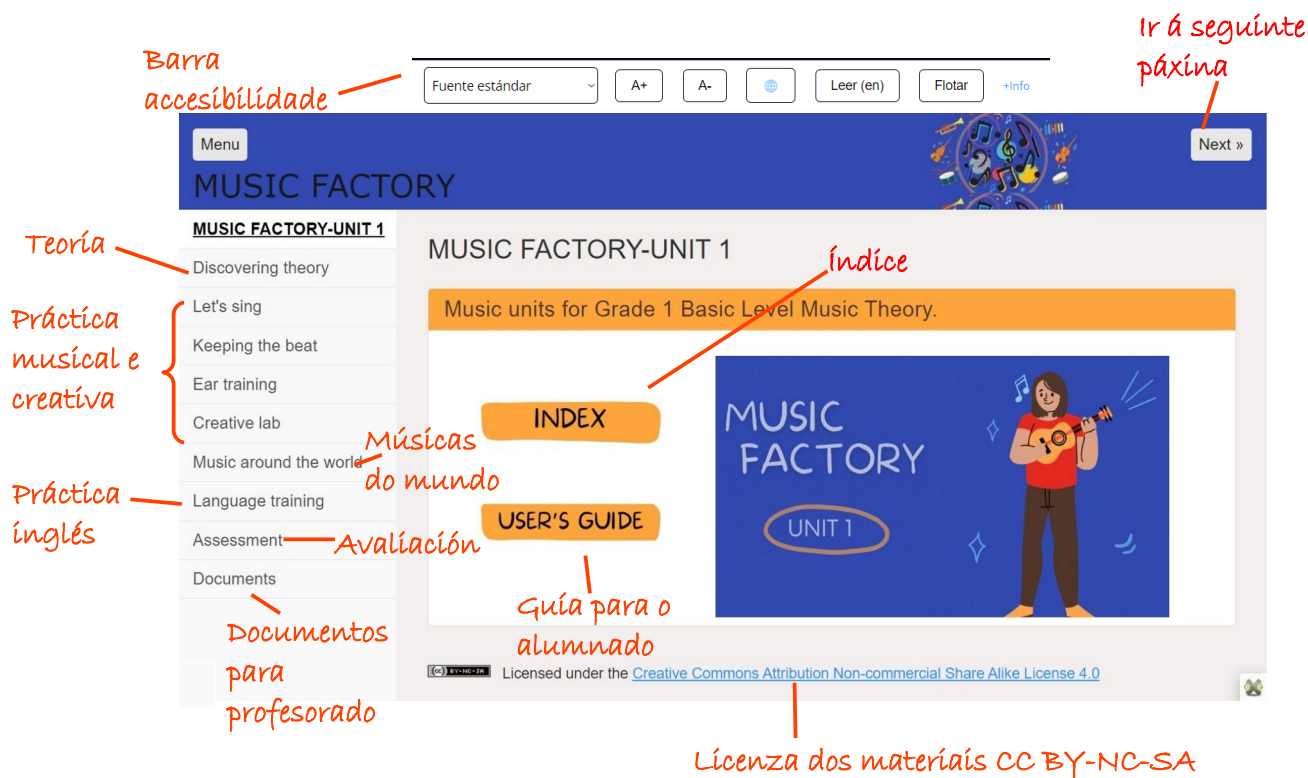 Ir á seguinte
páxina
Barra
accesibilidade
Fuente estándar
A+
A-
Leer (en)
Flotar
+Info
Menu
Next »
MUSIC FACTORY
MUSIC FACTORY-UNIT 1
Teoría
Discovering theory
Práctica
musical e
creativa
Let's sing
Keeping the beat
Ear training
Creative lab
Music around the world
Músicas
do mundo
Práctica
inglés
Language training
Assessment
Avaliación
Documents
Documentos
para
profesorado
MUSIC FACTORY-UNIT 1
Índice
Music units for Grade 1 Basic Level Music Theory.
INDEX
USER'S GUIDE
Guía para o
alumnado
MUSIC
FACTORY
UNIT 1
(cc) BY-NC-SA
Licensed under the Creative Commons Attribution Non-commercial Share Alike License 4.0
Licenza dos materiais CC BY-NC-SA